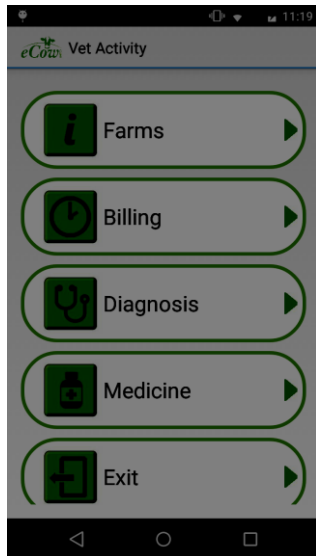 11:19
eCow Vet Activity
Farms
Billing
Diagnosis
Medicine
Exit